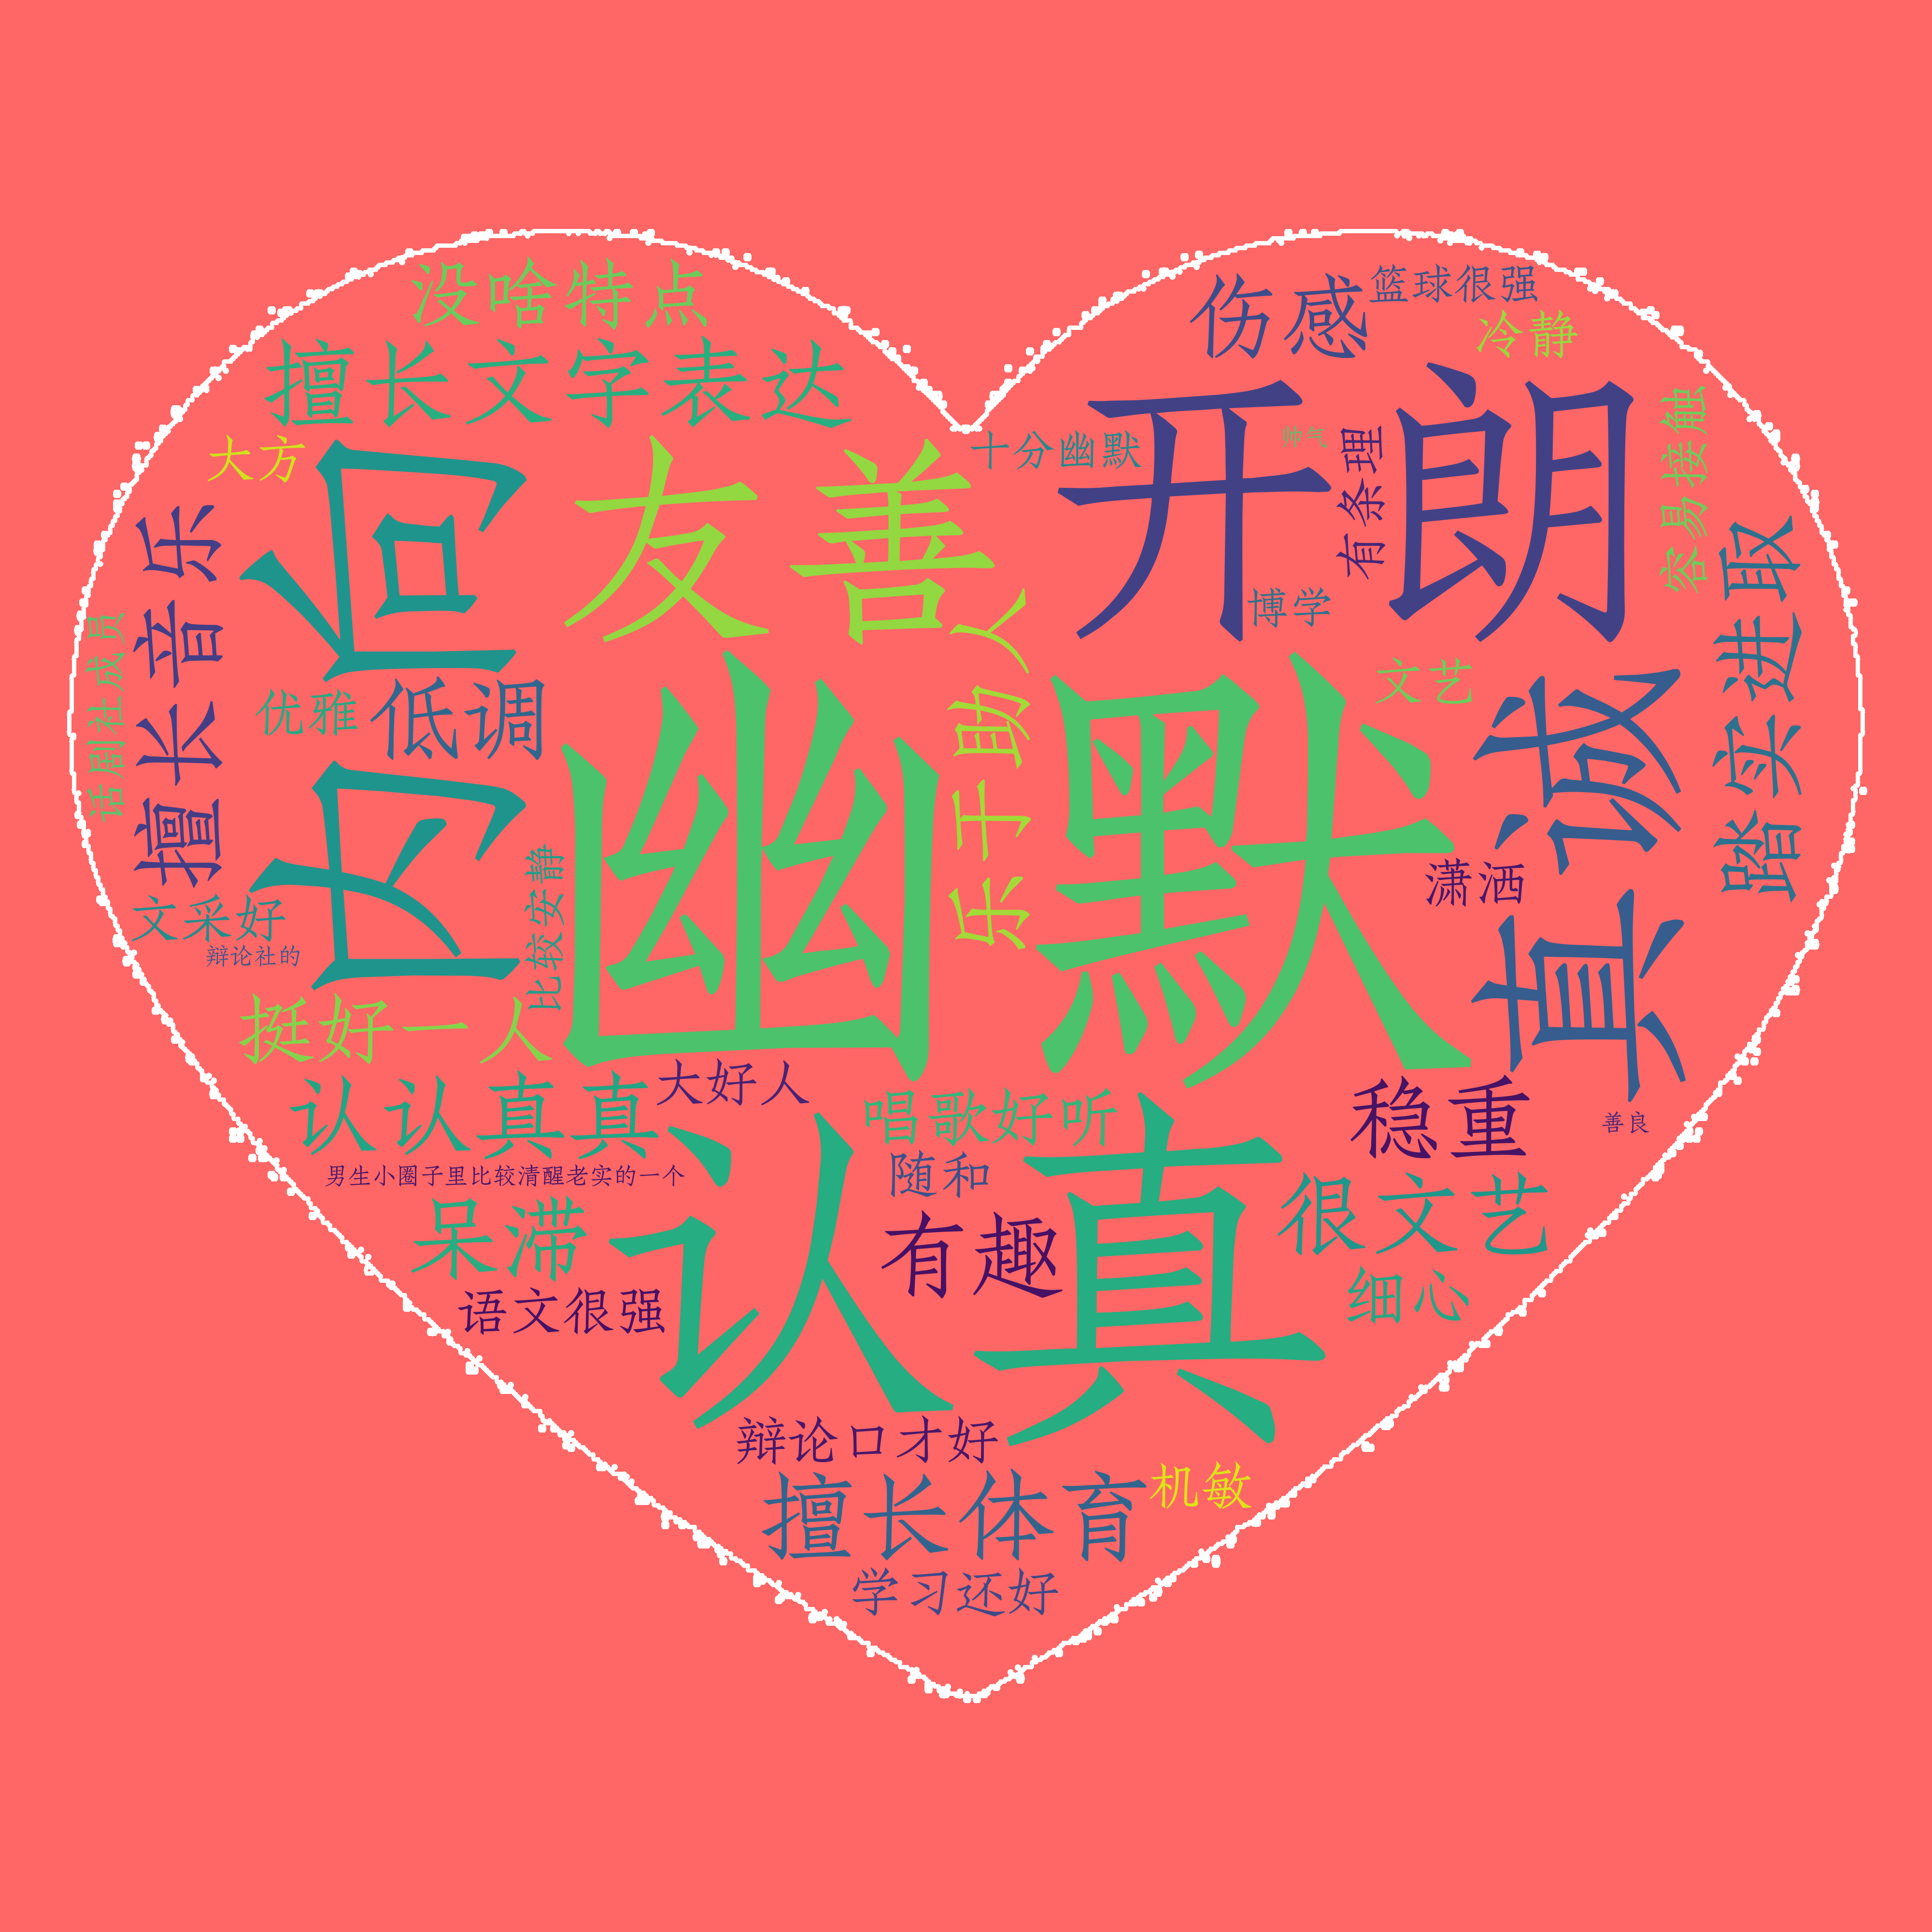 没啥特点
擅长文字表达
伤感
篮球很强
冷静
大方
内向
友善
十分幽默
开朗
帅气
有条理
容易接触
擅长音乐
话剧社成员
博学
踏实进取
优雅
低调
幽默
乐于助人
文艺
真诚
潇洒
文采好
辩论社的
比较安静
挺好一人
认认真真
大好人
唱歌好听
稳重
善良
男生小圈子里比较清醒老实的一个
随和
认真
呆滞
有趣
很文艺
细心
语文很强
辩论口才好
擅长体育
机敏
学习还好